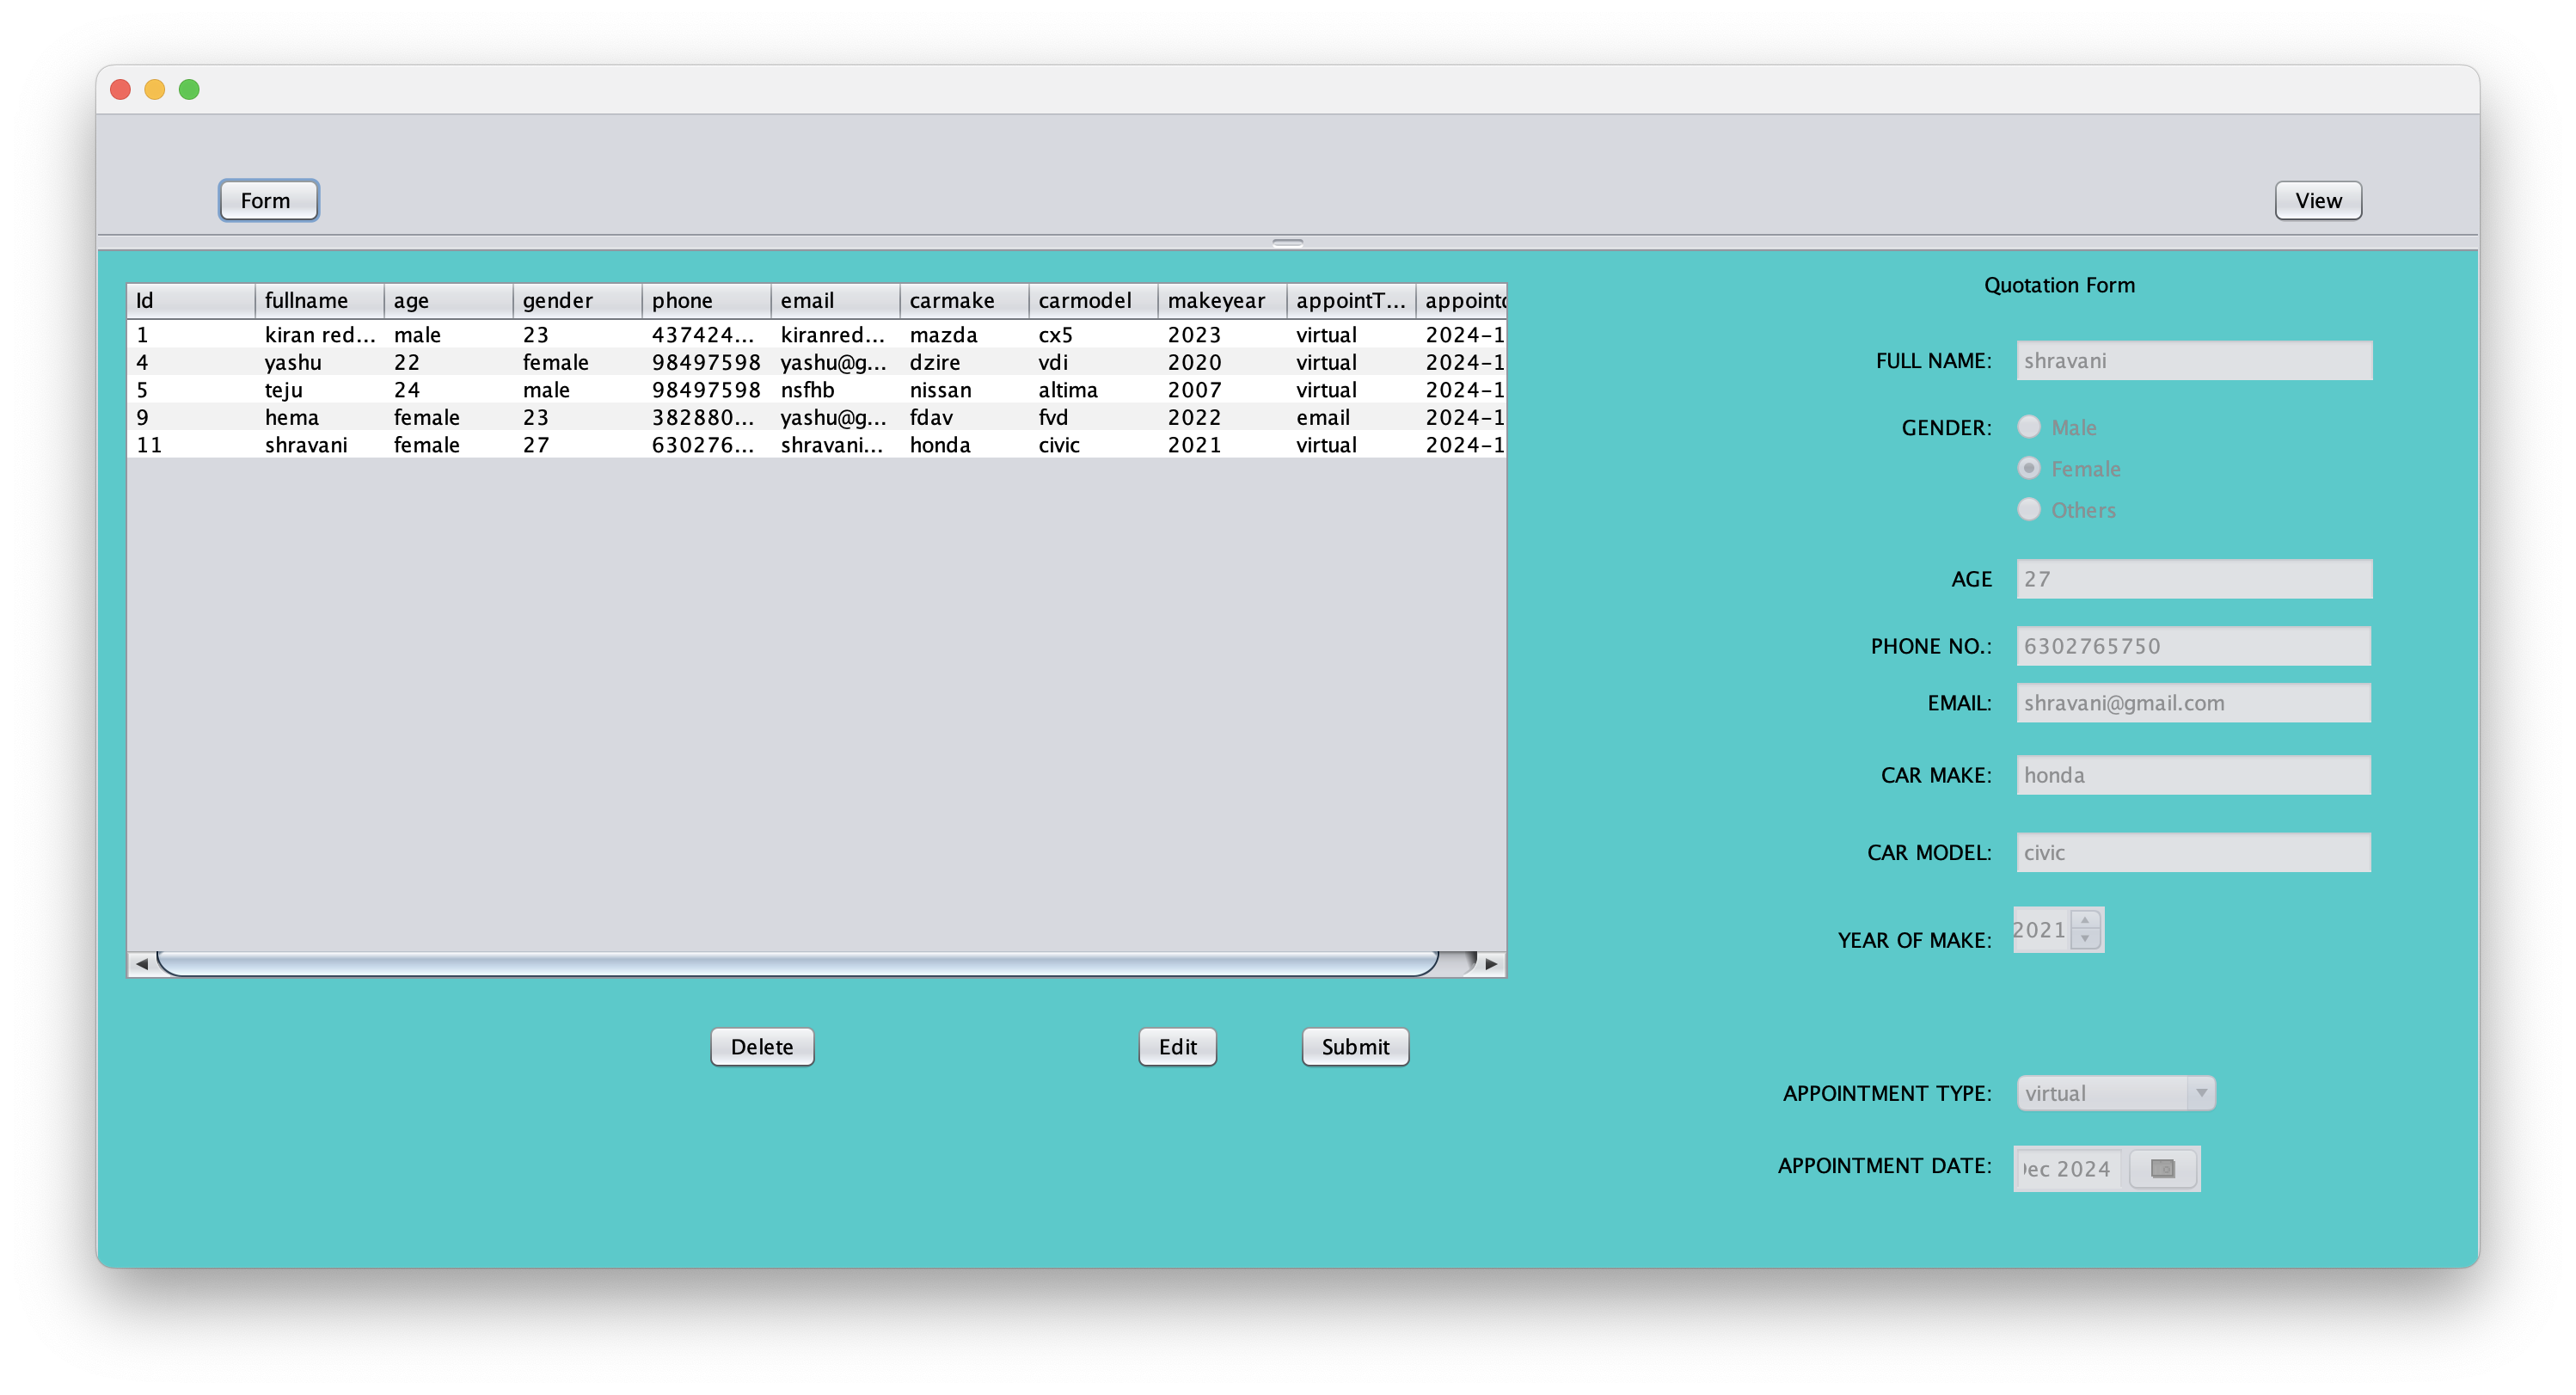 Form View
Id fullname age gender phone email carmake carmodel makeyear appointT... appointd
1 kiran red... male 23 437424... kiranred... mazda cx5 2023 virtual 2024-1
4 yashu 22 female 98497598 yashu@g... dzire vdi 2020 virtual 2024-1
5 teju 24 male 98497598 nsfhb nissan altima 2007 virtual 2024-1
9 hema female 23 382880... yashu@g... fdav fvd 2022 email 2024-1
11 shravani female 27 630276... shravani... honda civic 2021 virtual 2024-1
Delete Edit Submit
Quotation Form
FULL NAME: shravani
GENDER: Male
Female
Others
AGE 27
PHONE NO.: 6302765750
EMAIL: shravani@gmail.com
CAR MAKE: honda
CAR MODEL: civic
YEAR OF MAKE: 2021
APPOINTMENT TYPE: virtual
APPOINTMENT DATE: ec 2024